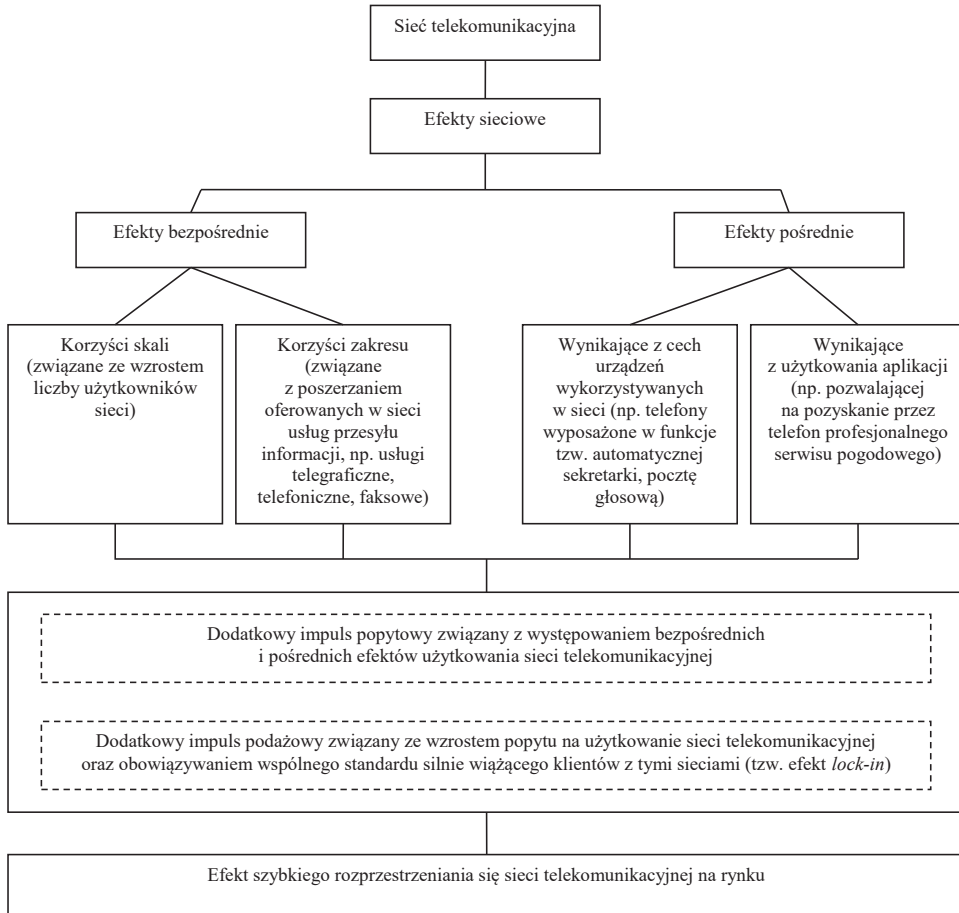 Sieć telekomunikacyjna
Efekty sieciowe
Efekty bezpośrednie
Efekty pośrednie
Korzyści skali
(związane ze wzrostem
liczby użytkowników
sieci)
Korzyści zakresu
(związane
z poszerzaniem
oferowanych w sieci
usług przesyłu
informacji, np. usługi
telegraficzne,
telefoniczne, faksowe)
Wynikające z cech
urządzeń
wykorzystywanych
w sieci (np. telefony
wyposażone w funkcje
tzw. automatycznej
sekretarki, pocztę
głosową)
Wynikające
z użytkowania aplikacji
(np. pozwalającej
na pozyskanie przez
telefon profesjonalnego
serwisu pogodowego)
Dodatkowy impuls popytowy związany z występowaniem bezpośrednich
i pośrednich efektów użytkowania sieci telekomunikacyjnej
Dodatkowy impuls podażowy związany ze wzrostem popytu na użytkowanie sieci telekomunikacyjnej
oraz obowiązywaniem wspólnego standardu silnie wiążącego klientów z tymi sieciami (tzw. efekt lock-in)
Efekt szybkiego rozprzestrzeniania się sieci telekomunikacyjnej na rynku